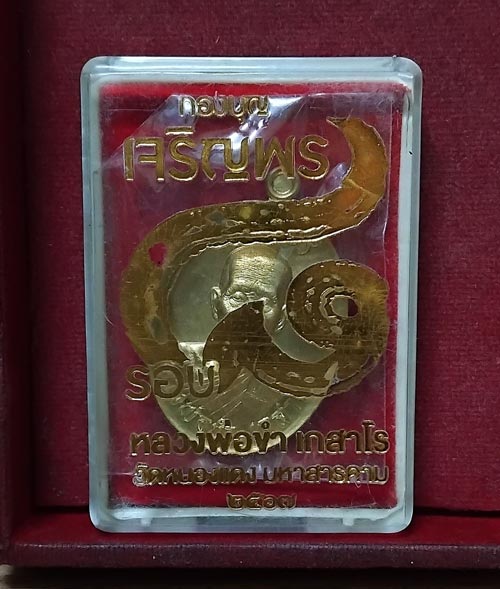 กองบุญ
เจริญพร
๘
รอบ
หลวงพ่อขำ เกสาโร
วัดหนองแดง มหาสารคาม
๒๕๖๗